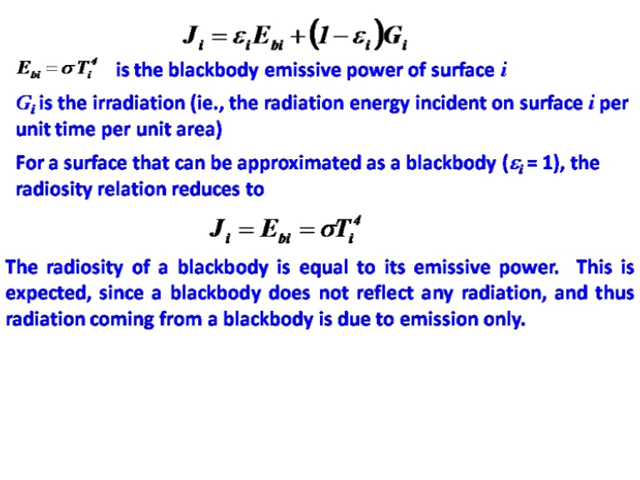 J_i = ε_i E_bi + (1 − ε_i) G_i
E_bi = σT_i^4 is the blackbody emissive power of surface i
G_i is the irradiation (ie., the radiation energy incident on surface i per
unit time per unit area)
For a surface that can be approximated as a blackbody (ε_i = 1), the
radiosity relation reduces to
J_i = E_bi = σT_i^4
The radiosity of a blackbody is equal to its emissive power. This is
expected, since a blackbody does not reflect any radiation, and thus
radiation coming from a blackbody is due to emission only.